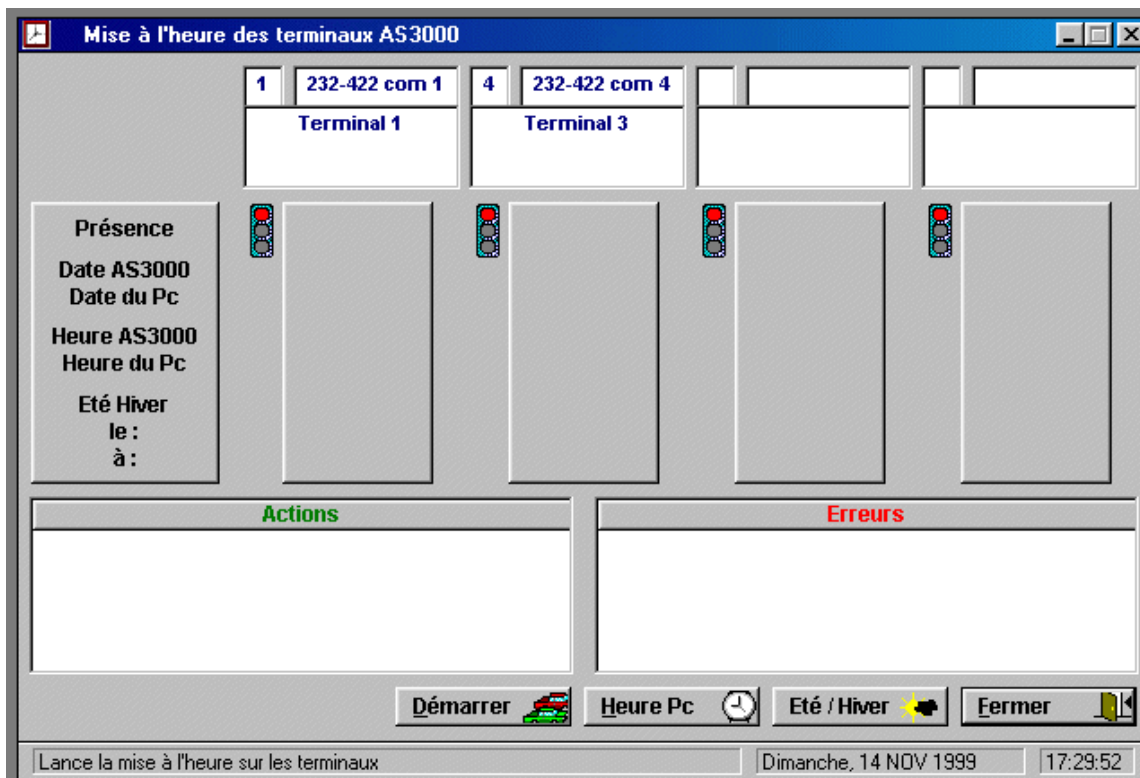 Mise à l'heure des terminaux AS3000
1 232-422 com 1 4 232-422 com 4
Terminal 1 Terminal 3
Présence
Date AS3000
Date du Pc
Heure AS3000
Heure du Pc
Eté Hiver
le :
à :
Actions Erreurs
Démarrer Heure Pc Eté / Hiver Fermer
Lance la mise à l'heure sur les terminaux Dimanche, 14 NOV 1999 17:29:52